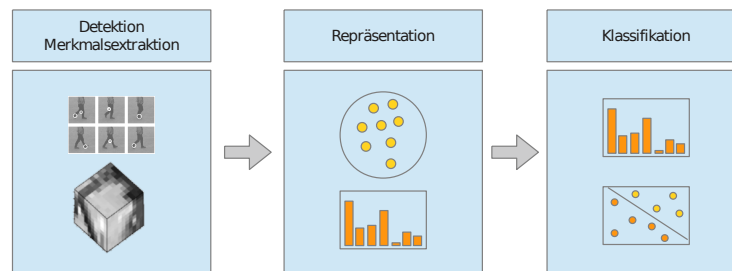 Detektion
Merkmalsextraktion
Repräsentation
Klassifikation